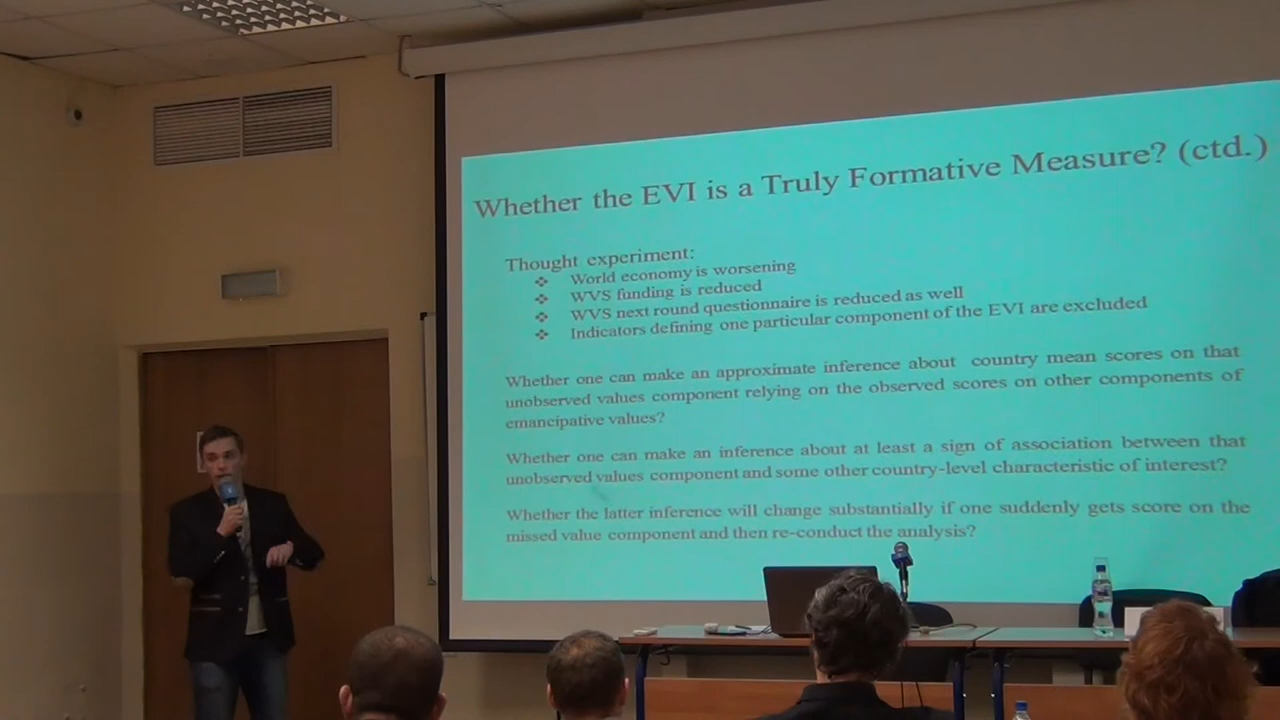 Whether the EVI is a Truly Formative Measure? (ctd.)
Thought experiment:
❖ World economy is worsening
❖ WVS funding is reduced
❖ WVS next round questionnaire is reduced as well
❖ Indicators defining one particular component of the EVI are excluded
Whether one can make an approximate inference about country mean scores on that
unobserved values component relying on the observed scores on other components of
emancipative values?
Whether one can make an inference about at least a sign of association between that
unobserved values component and some other country-level characteristic of interest?
Whether the latter inference will change substantially if one suddenly gets score on the
missed value component and then re-conduct the analysis?